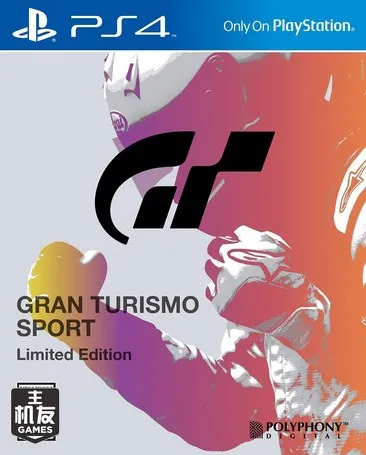 PS4
Only On PlayStation®
GT
GRAN TURISMO
SPORT
Limited Edition
主
机友
GAMES
POLYPHONY
DIGITAL